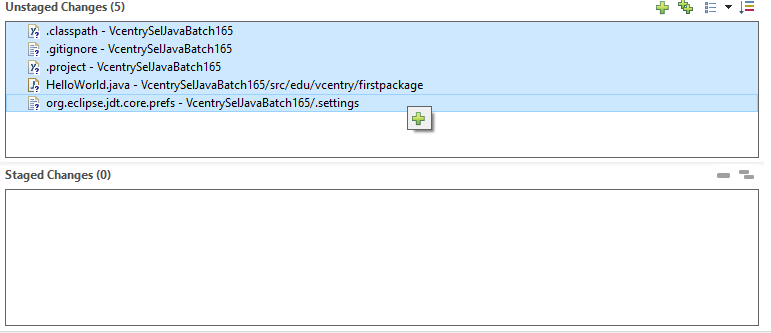 Unstaged Changes (5)
.classpath - VcentrySelJavaBatch165
.gitignore - VcentrySelJavaBatch165
.project - VcentrySelJavaBatch165
HelloWorld.java - VcentrySelJavaBatch165/src/edu/vcentry/firstpackage
org.eclipse.jdt.core.prefs - VcentrySelJavaBatch165/.settings
Staged Changes (0)